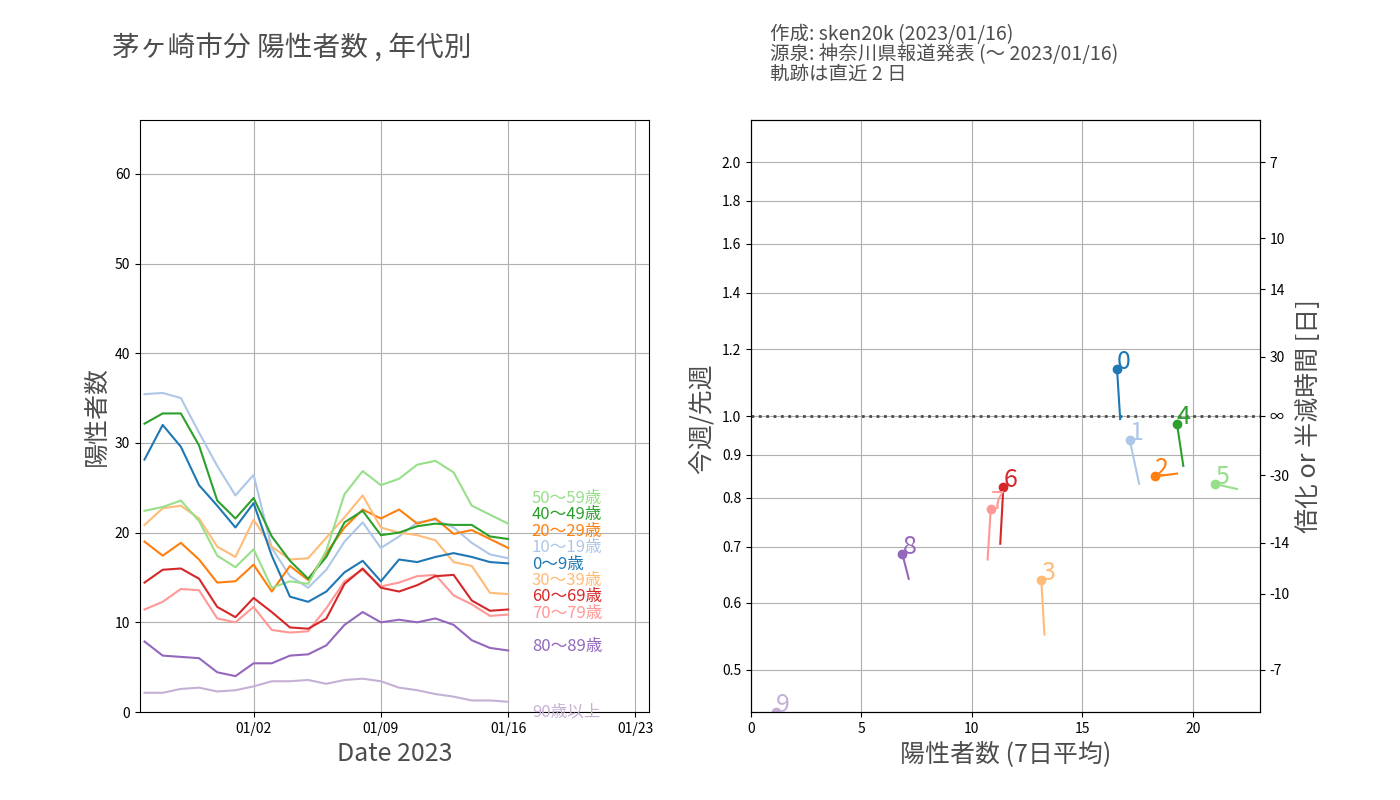 茅ヶ崎市分 陽性者数 , 年代別
作成: sken20k (2023/01/16)
源泉: 神奈川県報道発表 (〜 2023/01/16)
軌跡は直近 2 日
陽性者数
60
50
40
30
20
10
0
50〜59歳
40〜49歳
20〜29歳
10〜19歳
0〜9歳
30〜39歳
60〜69歳
70〜79歳
80〜89歳
90歳以上
01/02
01/09
01/16
01/23
Date 2023
今週/先週
2.0
1.8
1.6
1.4
1.2
1.0
0.9
0.8
0.7
0.6
0.5
0
4
1
2
5
6
7
8
3
9
0
5
10
15
20
陽性者数 (7日平均)
7
10
14
30
∞
-30
-14
-10
-7
倍化 or 半減時間 [日]